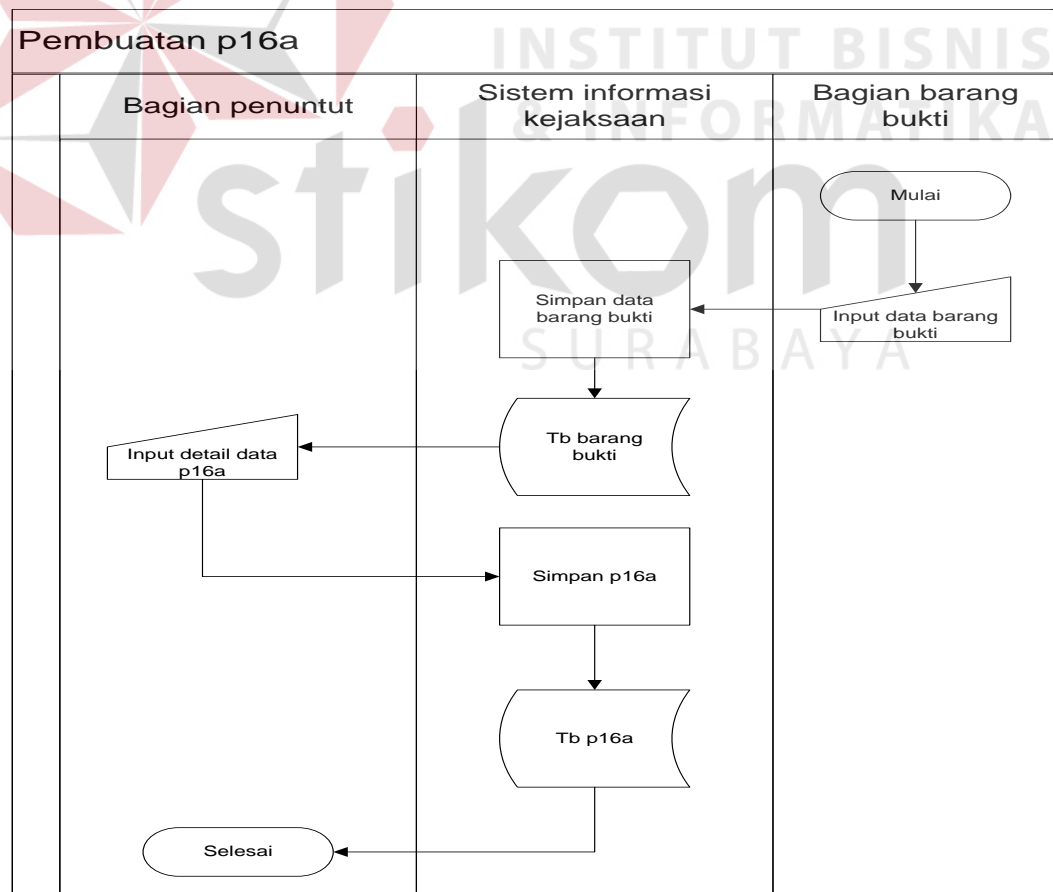 Pembuatan p16a
INSTITUT BISNIS
& INFORMATIKA
stikom
SURABAYA
Bagian penuntut
Sistem informasi
kejaksaan
Bagian barang
bukti
Mulai
Input data barang
bukti
Simpan data
barang bukti
Tb barang
bukti
Input detail data
p16a
Simpan p16a
Tb p16a
Selesai